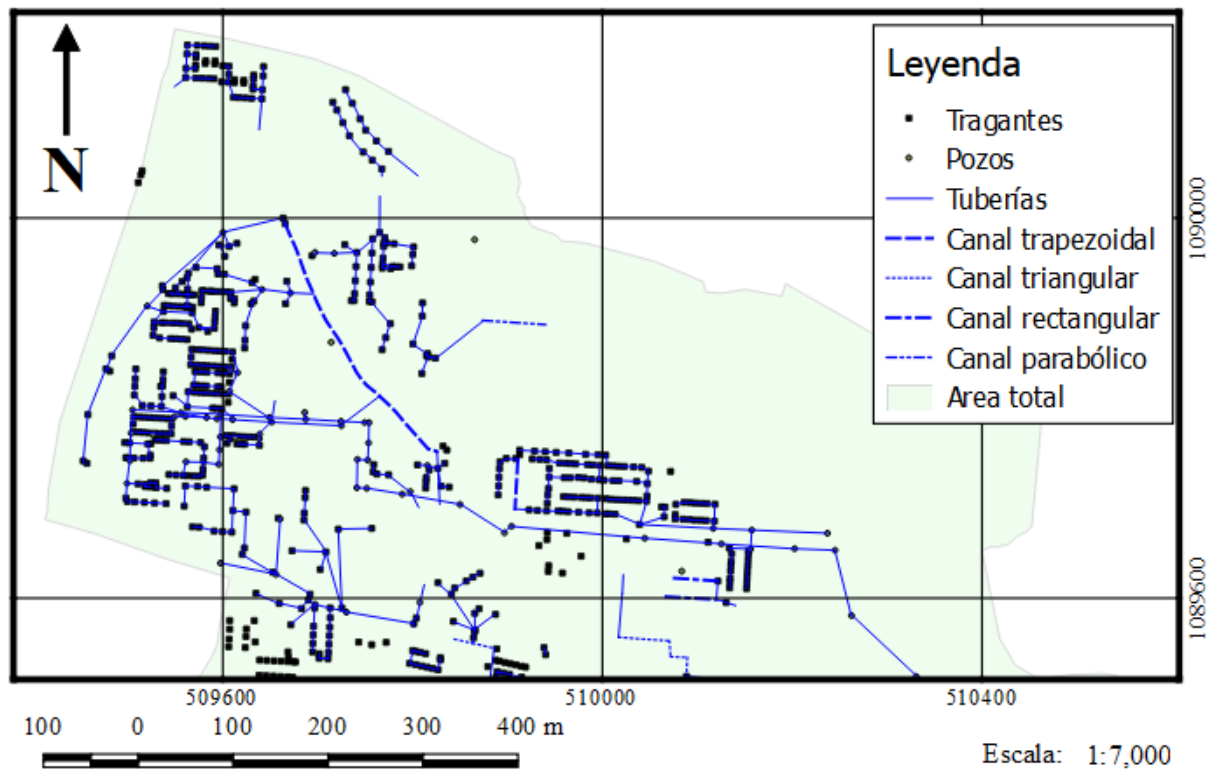 N
Leyenda
Tragantes
Pozos
Tuberías
Canal trapezoidal
Canal triangular
Canal rectangular
Canal parabólico
Area total
1090000
1089600
509600
510000
510400
100 0 100 200 300 400 m
Escala: 1:7,000